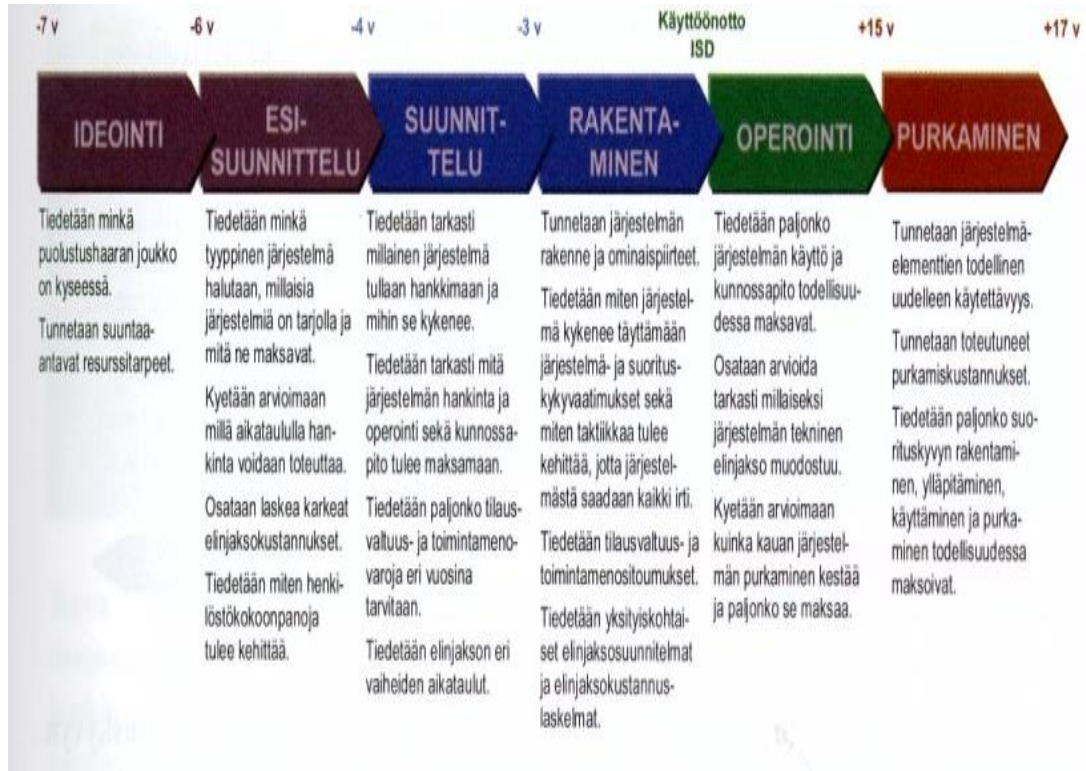 -7 v
-6 v
-4 v
-3 v
Käyttöönotto
ISD
+15 v
+17 v
IDEOINTI
ESI-
SUUNNITTELU
SUUNNIT-
TELU
RAKENTA-
MINEN
OPEROINTI
PURKAMINEN
Tiedetään minkä
puolustushaaran joukko
on kyseessä.
Tunnetaan suuntaa-
antavat resurssitarpeet.
Tiedetään minkä
tyyppinen järjestelmä
halutaan, millaisia
järjestelmiä on tarjolla ja
mitä ne maksavat.
Kyetään arvioimaan
millä aikataululla han-
kinta voidaan toteuttaa.
Osataan laskea karkeat
elinjaksokustannukset.
Tiedetään miten henki-
löstökokoonpanoja
tulee kehittää.
Tiedetään tarkasti
millainen järjestelmä
tullaan hankkimaan ja
mihin se kykenee.
Tiedetään tarkasti mitä
järjestelmän hankinta ja
operointi sekä kunnossa-
pito tulee maksamaan.
Tiedetään paljonko tilaus-
valtuus- ja toimintameno-
varoja eri vuosina
tarvitaan.
Tiedetään elinjakson eri
vaiheiden aikataulut.
Tunnetaan järjestelmän
rakenne ja ominaispiirteet.
Tiedetään miten järjestel-
mä kykenee täyttämään
järjestelmä- ja suoritus-
kykyvaatimukset sekä
miten taktiikkaa tulee
kehittää, jotta järjestel-
mästä saadaan kaikki irti.
Tiedetään tilausvaltuus- ja
toimintamenositoumukset.
Tiedetään yksityiskohtai-
set elinjaksosuunnitelmat
ja elinjaksokustannus-
laskelmat.
Tiedetään paljonko
järjestelmän käyttö ja
kunnossapito todellisuu-
dessa maksavat.
Osataan arvioida
tarkasti millaiseksi
järjestelmän tekninen
elinjakso muodostuu.
Kyetään arvioimaan
kuinka kauan järjestel-
män purkaminen kestää
ja paljonko se maksaa.
Tunnetaan järjestelmä-
elementtien todellinen
uudelleen käytettävyys.
Tunnetaan toteutuneet
purkamiskustannukset.
Tiedetään paljonko suo-
rituskyvyn rakentami-
nen, ylläpitäminen,
käyttäminen ja purka-
minen todellisuudessa
maksoivat.